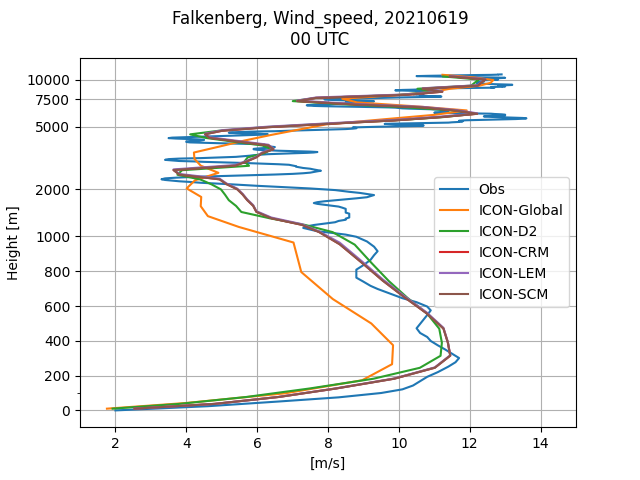 Falkenberg, Wind_speed, 20210619
00 UTC
10000
7500
5000
2000
1000
800
600
400
200
0
Height [m]
Obs
ICON-Global
ICON-D2
ICON-CRM
ICON-LEM
ICON-SCM
2 4 6 8 10 12 14
[m/s]